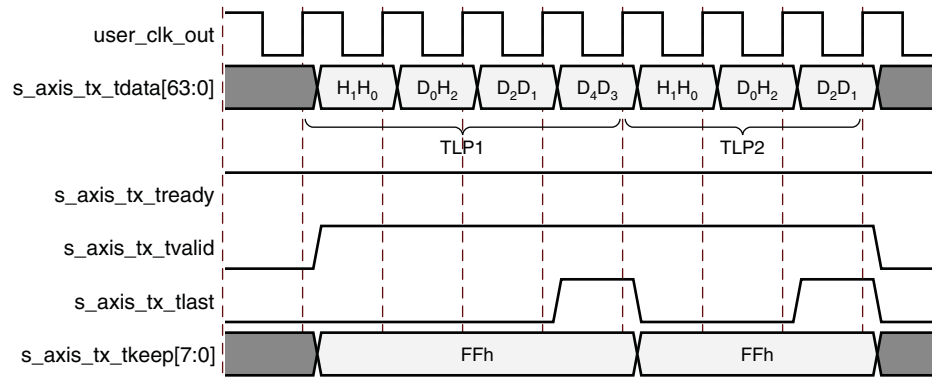 user_clk_out
s_axis_tx_tdata[63:0] H₁H₀ D₀H₂ D₂D₁ D₄D₃ H₁H₀ D₀H₂ D₂D₁
TLP1 TLP2
s_axis_tx_tready
s_axis_tx_tvalid
s_axis_tx_tlast
s_axis_tx_tkeep[7:0] FFh FFh